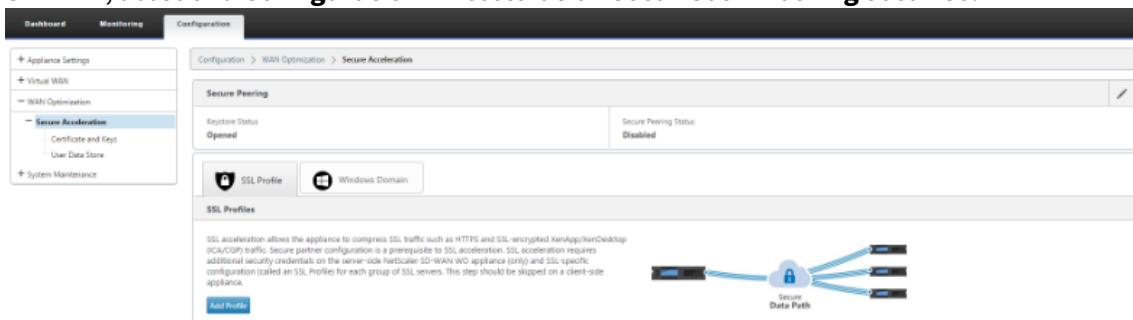 Dashboard Monitoring Configuration
+ Appliance Settings
+ Virtual WAN
− WAN Optimization
− Secure Acceleration
Certificate and Keys
User Data Store
+ System Maintenance
Configuration > WAN Optimization > Secure Acceleration
Secure Peering
Keystore Status
Opened
Secure Peering Status
Disabled
SSL Profile
Windows Domain
SSL Profiles
SSL acceleration allows the appliance to compress SSL traffic such as HTTPS and SSL-encrypted XenApp/XenDesktop
(ICA/CGP) traffic. Secure partner configuration is a prerequisite to SSL acceleration. SSL acceleration requires
additional security credentials on the server-side NetScaler SD-WAN WO appliance (only) and SSL-specific
configuration (called an SSL Profile) for each group of SSL servers. This step should be skipped on a client-side
appliance.
Add Profile
Secure
Data Path